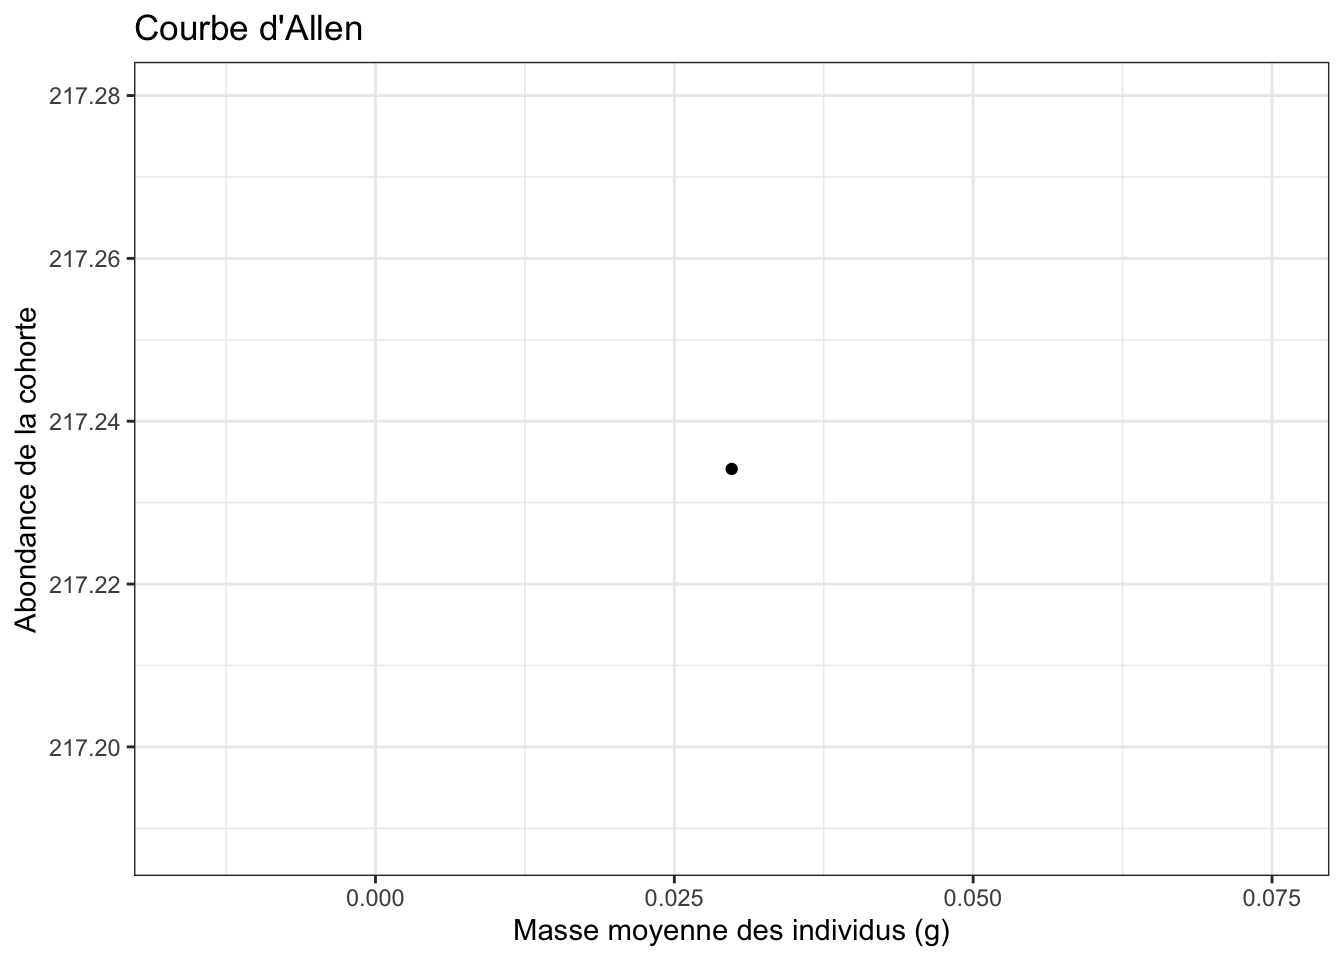 Courbe d'Allen
217.28
217.26
217.24
217.22
217.20
Abondance de la cohorte
0.000 0.025 0.050 0.075
Masse moyenne des individus (g)